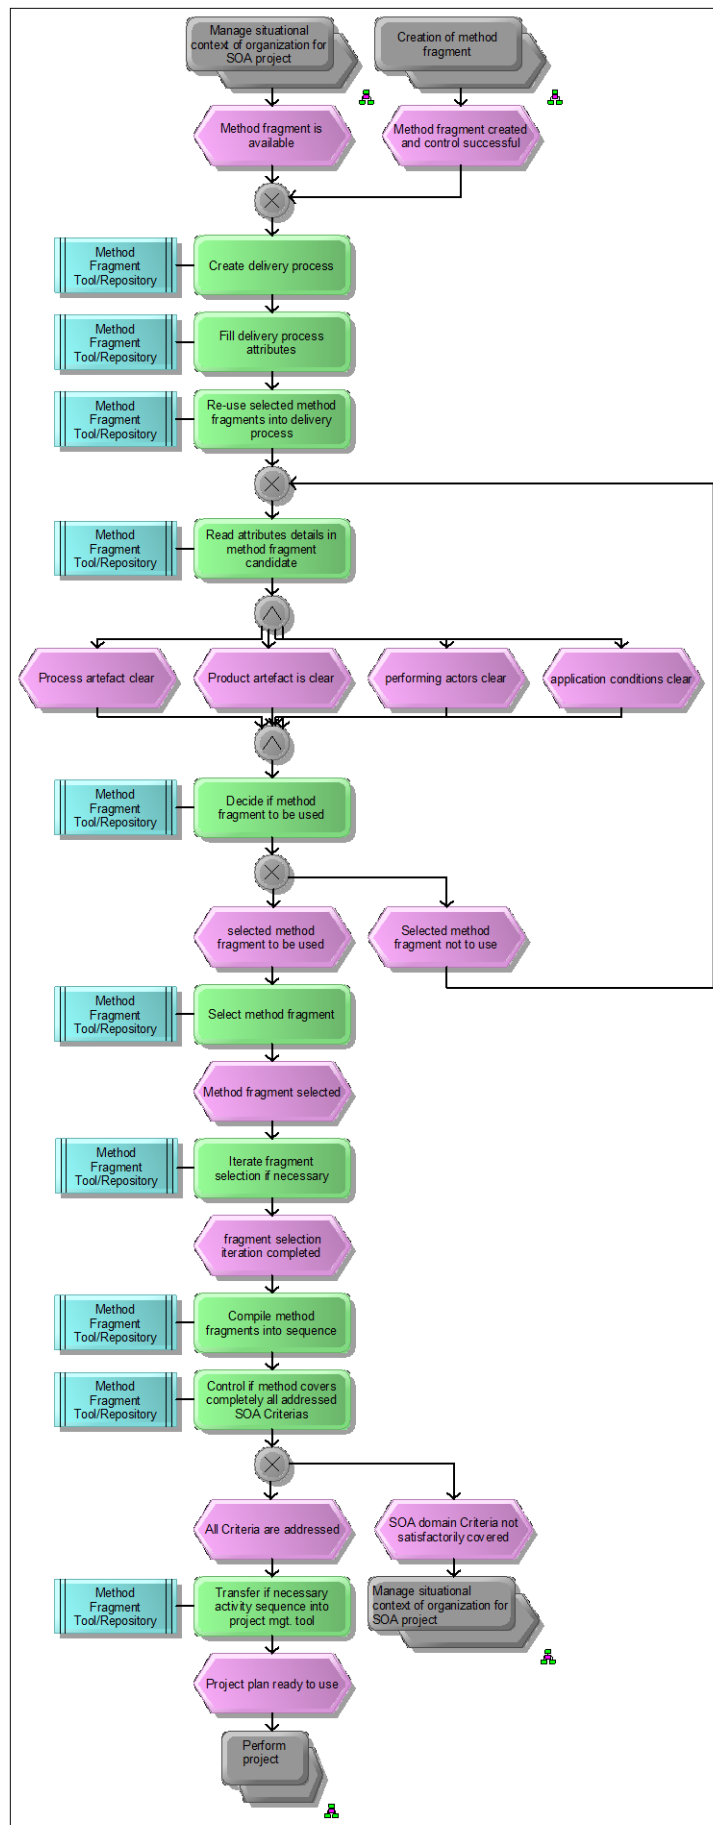 Manage situational
context of organization for
SOA project
Creation of method
fragment
Method fragment is
available
Method fragment created
and control successful
Method
Fragment
Tool/Repository
Create delivery process
Method
Fragment
Tool/Repository
Fill delivery process
attributes
Method
Fragment
Tool/Repository
Re-use selected method
fragments into delivery
process
Method
Fragment
Tool/Repository
Read attributes details in
method fragment
candidate
Process artefact clear
Product artefact is clear
performing actors clear
application conditions clear
Method
Fragment
Tool/Repository
Decide if method
fragment to be used
selected method
fragment to be used
Selected method
fragment not to use
Method
Fragment
Tool/Repository
Select method fragment
Method fragment selected
Method
Fragment
Tool/Repository
Iterate fragment
selection if necessary
fragment selection
iteration completed
Method
Fragment
Tool/Repository
Compile method
fragments into sequence
Method
Fragment
Tool/Repository
Control if method covers
completely all addressed
SOA Criterias
All Criteria are addressed
SOA domain Criteria not
satisfactorily covered
Method
Fragment
Tool/Repository
Transfer if necessary
activity sequence into
project mgt. tool
Manage situational
context of organization for
SOA project
Project plan ready to use
Perform
project